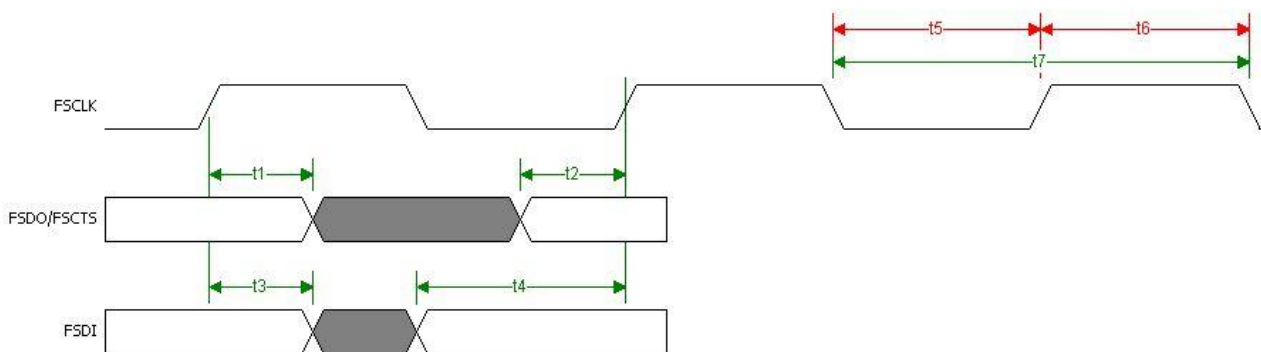 t5
t6
t7
FSCLK
t1
t2
FSDO/FSCTS
t3
t4
FSDI